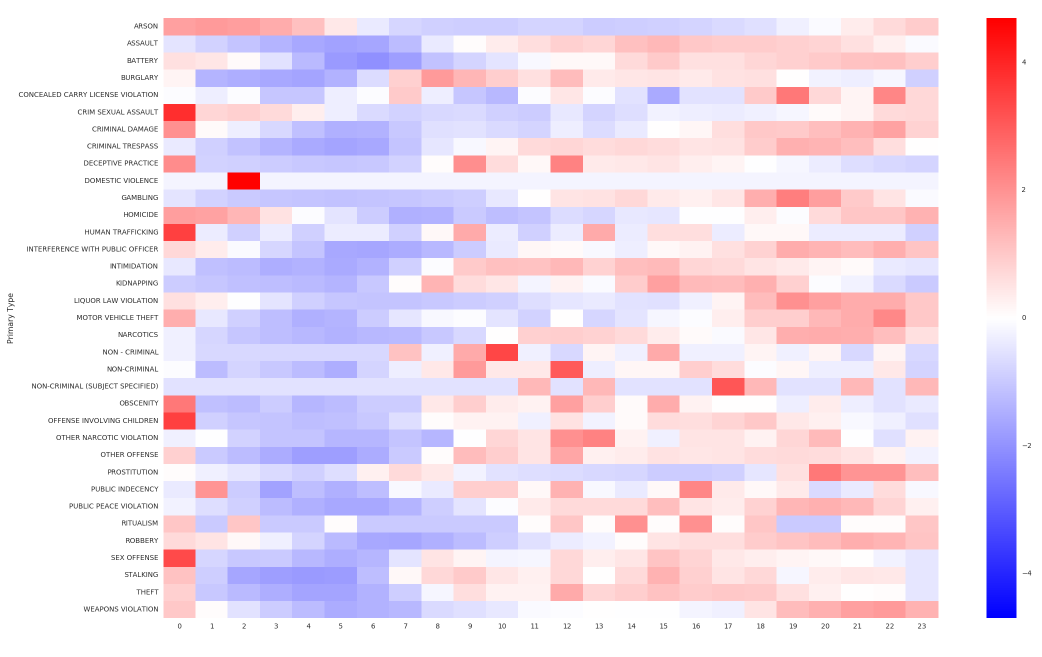 Primary Type
ARSON
ASSAULT
BATTERY
BURGLARY
CONCEALED CARRY LICENSE VIOLATION
CRIM SEXUAL ASSAULT
CRIMINAL DAMAGE
CRIMINAL TRESPASS
DECEPTIVE PRACTICE
DOMESTIC VIOLENCE
GAMBLING
HOMICIDE
HUMAN TRAFFICKING
INTERFERENCE WITH PUBLIC OFFICER
INTIMIDATION
KIDNAPPING
LIQUOR LAW VIOLATION
MOTOR VEHICLE THEFT
NARCOTICS
NON - CRIMINAL
NON-CRIMINAL
NON-CRIMINAL (SUBJECT SPECIFIED)
OBSCENITY
OFFENSE INVOLVING CHILDREN
OTHER NARCOTIC VIOLATION
OTHER OFFENSE
PROSTITUTION
PUBLIC INDECENCY
PUBLIC PEACE VIOLATION
RITUALISM
ROBBERY
SEX OFFENSE
STALKING
THEFT
WEAPONS VIOLATION
0 1 2 3 4 5 6 7 8 9 10 11 12 13 14 15 16 17 18 19 20 21 22 23
4
2
0
−2
−4